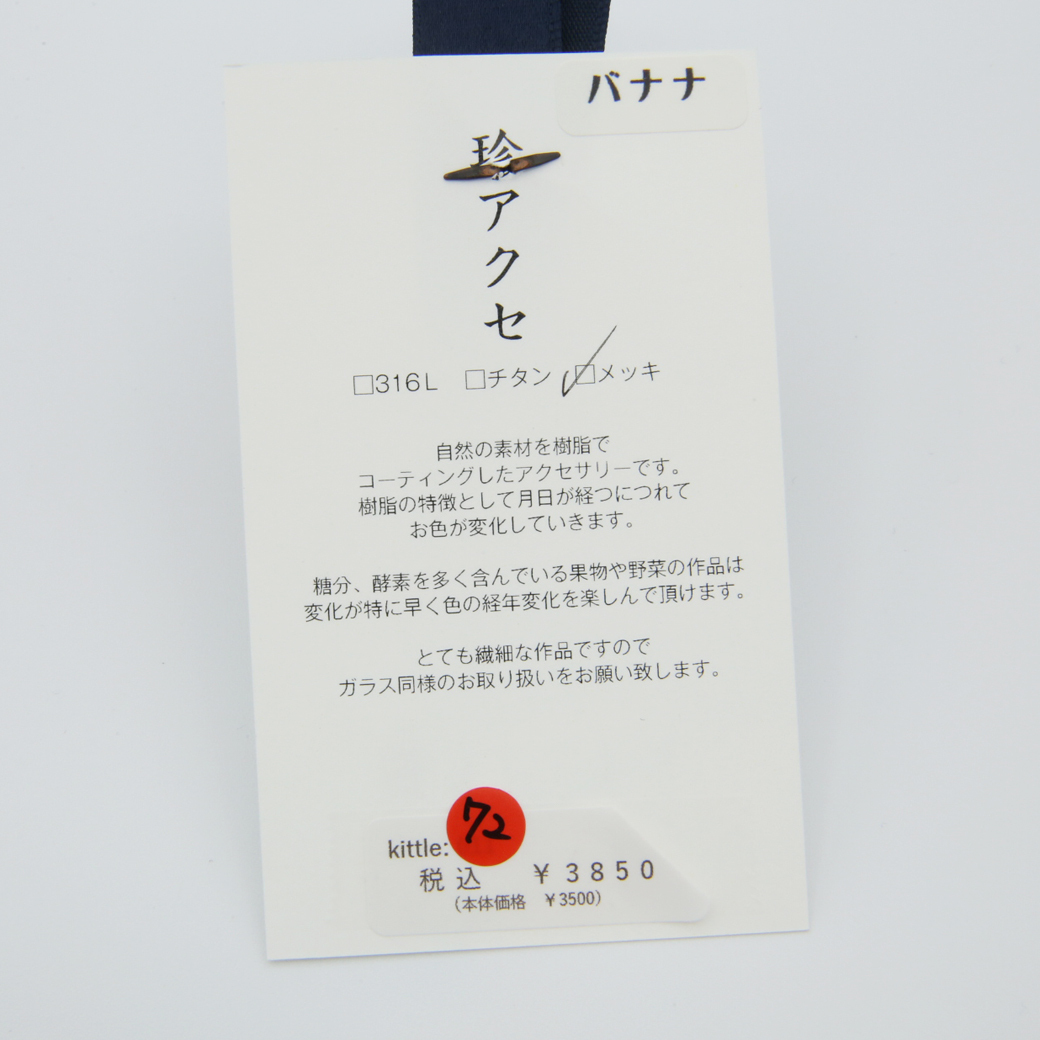 バナナ
珍アクセ
□316L □チタン □メッキ
自然の素材を樹脂で
コーティングしたアクセサリーです。
樹脂の特徴として月日が経つにつれて
お色が変化していきます。
糖分、酵素を多く含んでいる果物や野菜の作品は
変化が特に早く色の経年変化を楽しんで頂けます。
とても繊細な作品ですので
ガラス同様のお取り扱いをお願い致します。
72
kittle:
税込 ￥3850
(本体価格 ￥3500)